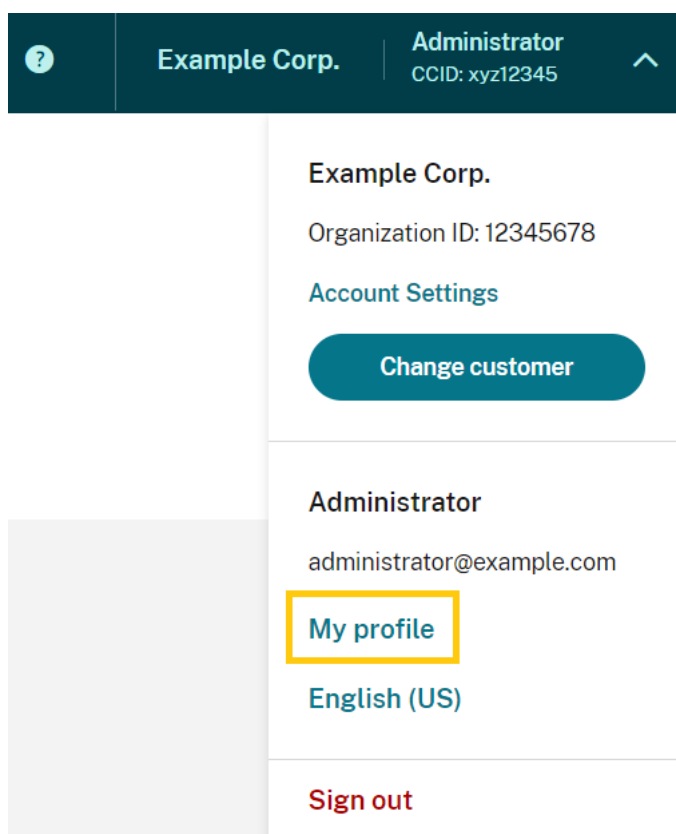 ?
Example Corp.
Administrator
CCID: xyz12345
Example Corp.
Organization ID: 12345678
Account Settings
Change customer
Administrator
administrator@example.com
My profile
English (US)
Sign out